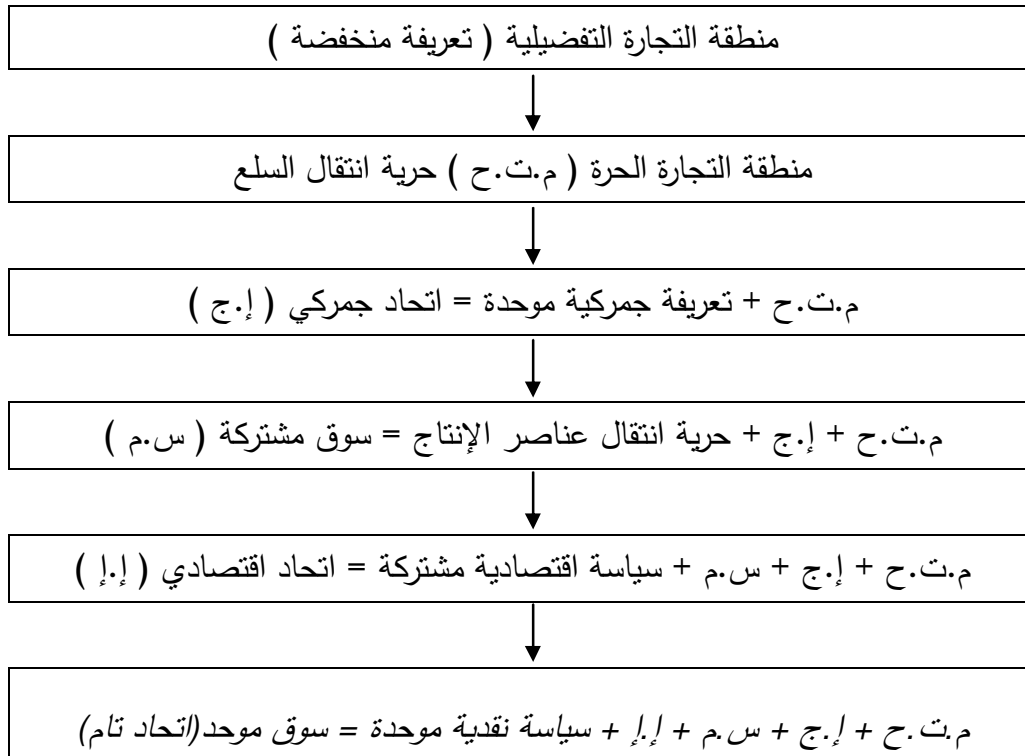 منطقة التجارة التفضيلية ( تعريفة منخفضة )
منطقة التجارة الحرة ( م.ت.ح ) حرية انتقال السلع
م.ت.ح + تعريفة جمركية موحدة = اتحاد جمركي ( إ.ج )
م.ت.ح + إ.ج + حرية انتقال عناصر الإنتاج = سوق مشتركة ( س.م )
م.ت.ح + إ.ج + س.م + سياسة اقتصادية مشتركة = اتحاد اقتصادي ( إ.إ )
م.ت.ح + إ.ج + س.م + إ.إ + سياسة نقدية موحدة = سوق موحد(اتحاد تام)